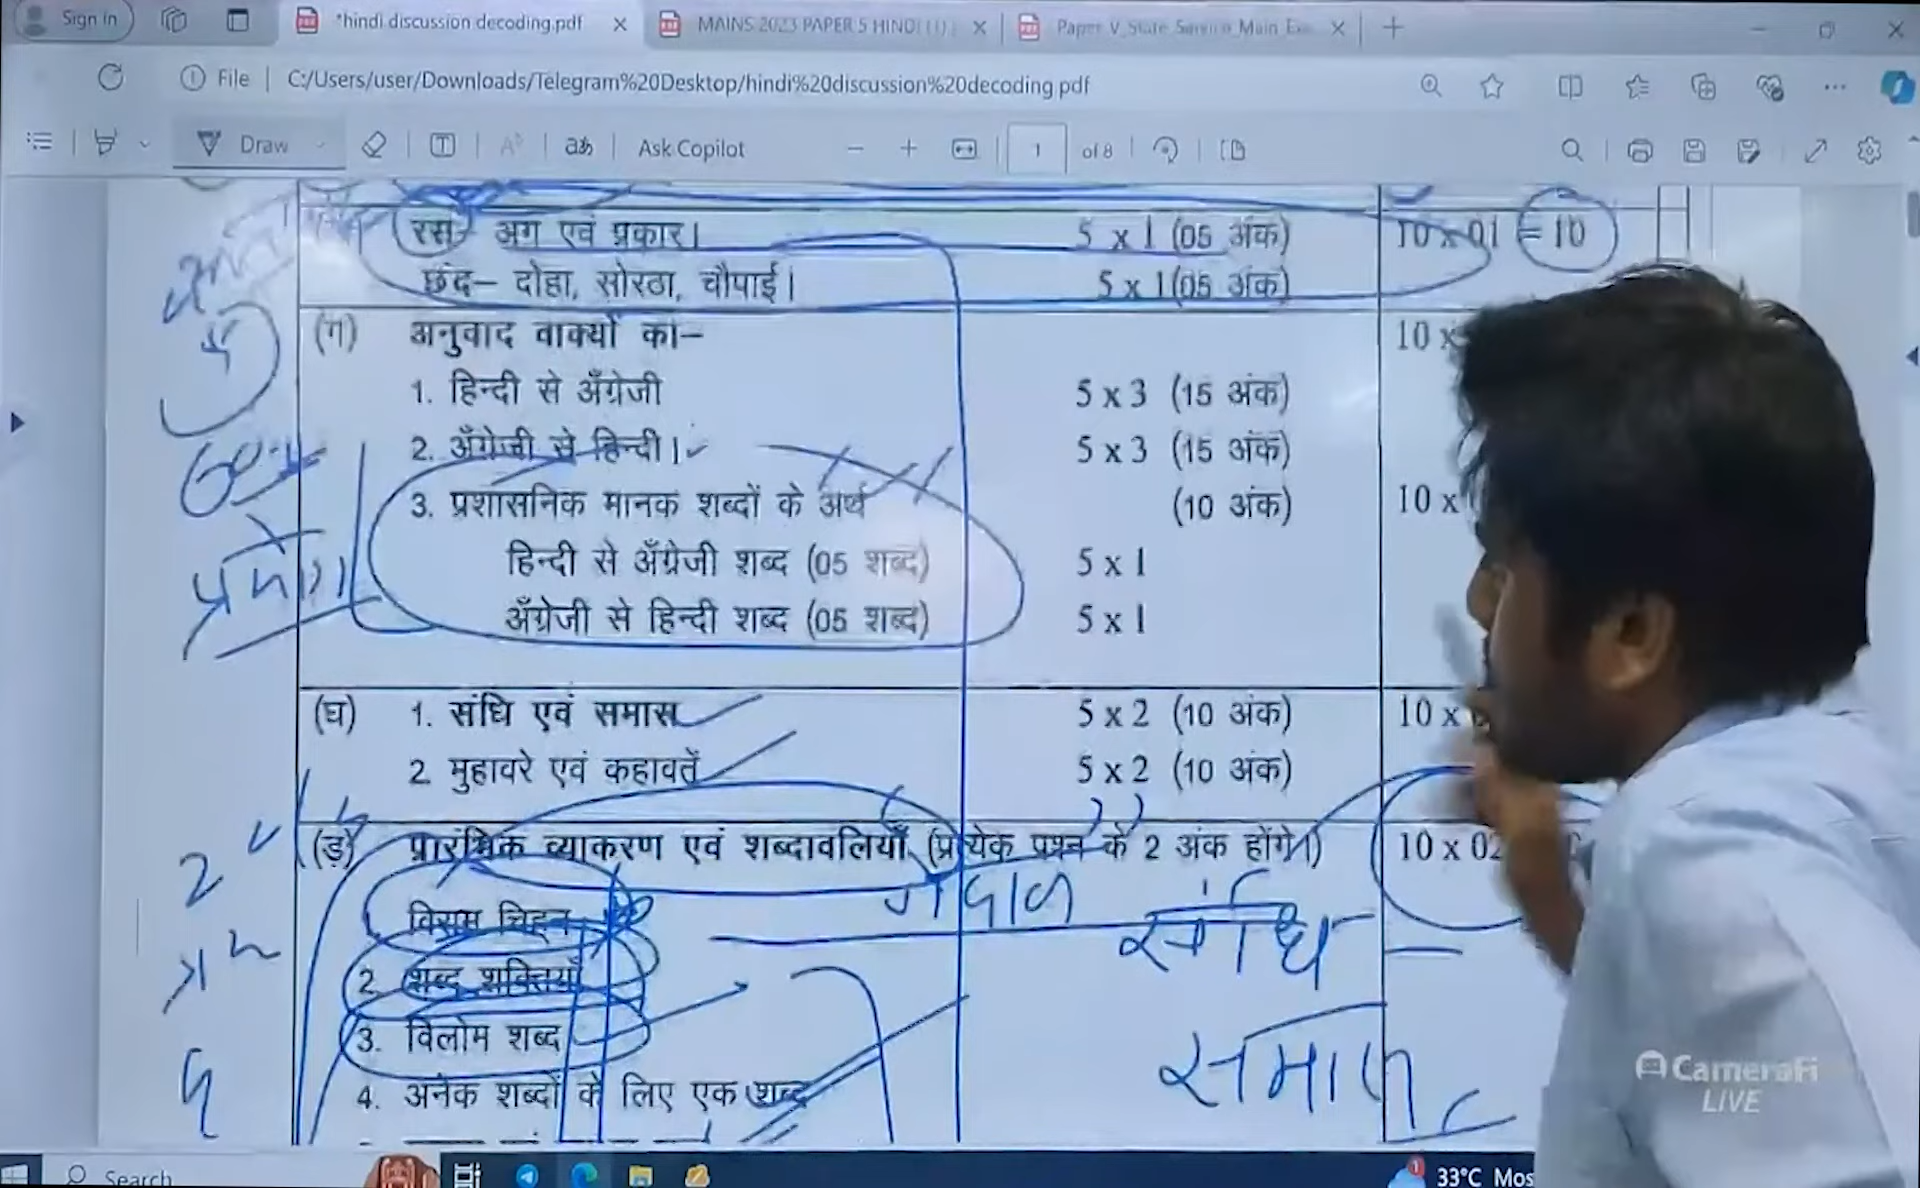 Sign in
*hindi discussion decoding.pdf
MAINS 2023 PAPER 5 HINDI (1)
Paper V_State Service_Main Exa
File
C:/Users/user/Downloads/Telegram%20Desktop/hindi%20discussion%20decoding.pdf
Draw
Ask Copilot
1 of 8
रस– अंग एवं प्रकार। 5 x 1 (05 अंक) 10 x 01 = 10
छंद– दोहा, सोरठा, चौपाई। 5 x 1(05 अंक)
(ग) अनुवाद वाक्यों का– 10 x
1. हिन्दी से अँग्रेजी 5 x 3 (15 अंक)
2. अँग्रेजी से हिन्दी। 5 x 3 (15 अंक)
3. प्रशासनिक मानक शब्दों के अर्थ (10 अंक) 10 x
हिन्दी से अँग्रेजी शब्द (05 शब्द) 5 x 1
अँग्रेजी से हिन्दी शब्द (05 शब्द) 5 x 1
(घ) 1. संधि एवं समास 5 x 2 (10 अंक) 10 x
2. मुहावरे एवं कहावतें 5 x 2 (10 अंक)
(ड़) प्रारंभिक व्याकरण एवं शब्दावलियाँ (प्रत्येक प्रश्न के 2 अंक होंगे।) 10 x 02
विराम चिह्न
2. शब्द शक्तियाँ
3. विलोम शब्द
4. अनेक शब्दों के लिए एक शब्द
संधि
समास
CameraFi
LIVE
Search
33°C Mos